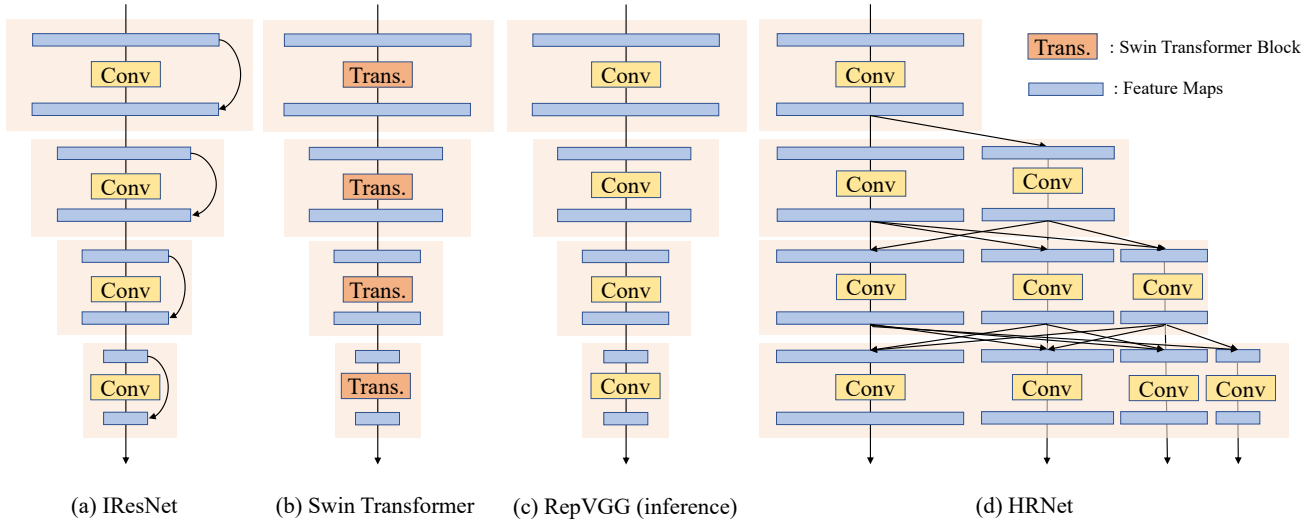 Conv
Trans.
Conv
Conv
Trans. : Swin Transformer Block
: Feature Maps
Conv
Trans.
Conv
Conv
Conv
Conv
Trans.
Conv
Conv
Conv
Conv
Conv
Trans.
Conv
Conv
Conv
Conv
Conv
(a) IResNet
(b) Swin Transformer
(c) RepVGG (inference)
(d) HRNet